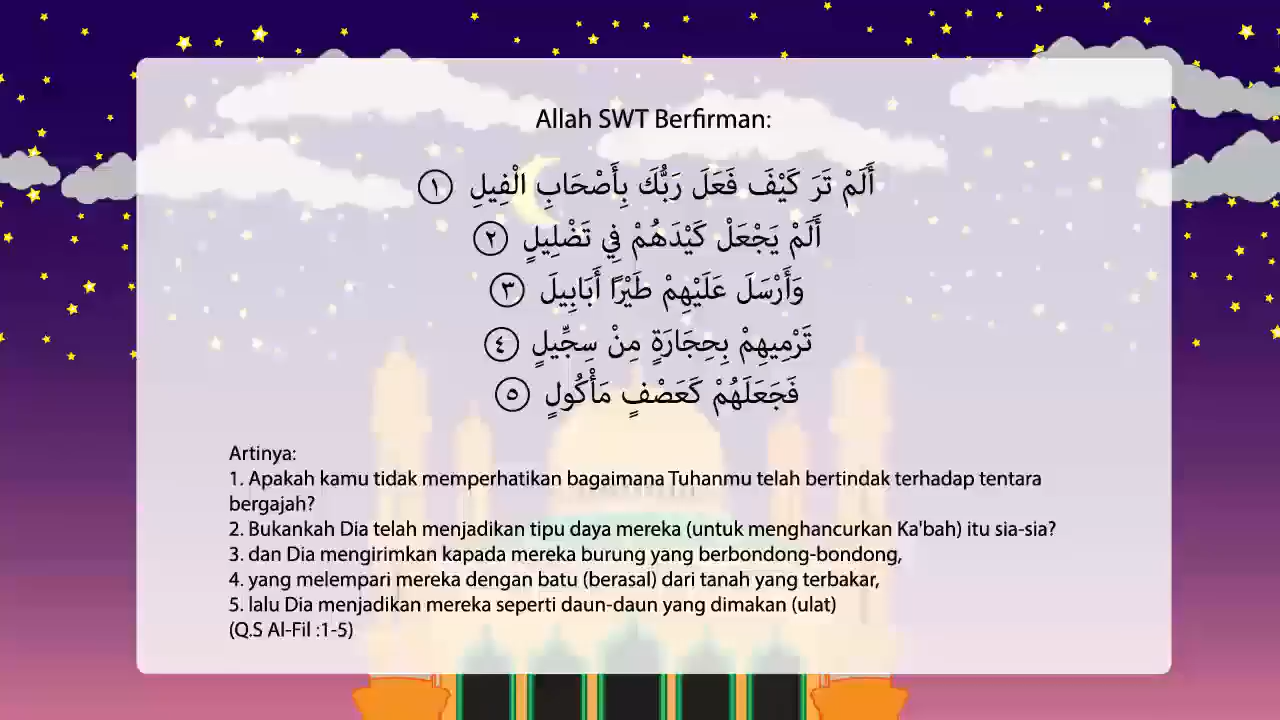 Allah SWT Berfirman:
أَلَمْ تَرَ كَيْفَ فَعَلَ رَبُّكَ بِأَصْحَابِ الْفِيلِ ١
أَلَمْ يَجْعَلْ كَيْدَهُمْ فِي تَضْلِيلٍ ٢
وَأَرْسَلَ عَلَيْهِمْ طَيْرًا أَبَابِيلَ ٣
تَرْمِيهِمْ بِحِجَارَةٍ مِنْ سِجِّيلٍ ٤
فَجَعَلَهُمْ كَعَصْفٍ مَأْكُولٍ ٥
Artinya:
1. Apakah kamu tidak memperhatikan bagaimana Tuhanmu telah bertindak terhadap tentara
bergajah?
2. Bukankah Dia telah menjadikan tipu daya mereka (untuk menghancurkan Ka'bah) itu sia-sia?
3. dan Dia mengirimkan kapada mereka burung yang berbondong-bondong,
4. yang melempari mereka dengan batu (berasal) dari tanah yang terbakar,
5. lalu Dia menjadikan mereka seperti daun-daun yang dimakan (ulat)
(Q.S Al-Fil :1-5)